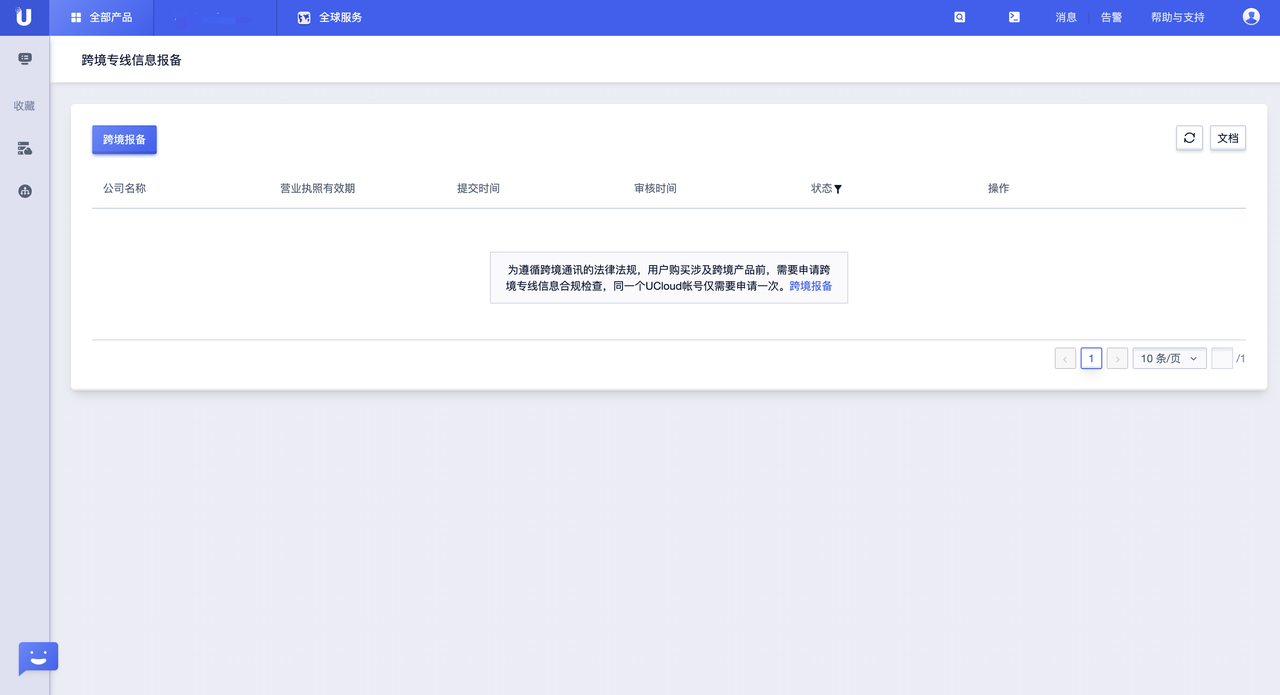 全部产品
全球服务
消息
告警
帮助与支持
收藏
跨境专线信息报备
跨境报备
文档
公司名称
营业执照有效期
提交时间
审核时间
状态
操作
为遵循跨境通讯的法律法规，用户购买涉及跨境产品前，需要申请跨
境专线信息合规检查，同一个UCloud帐号仅需要申请一次。跨境报备
1
10 条/页
/1